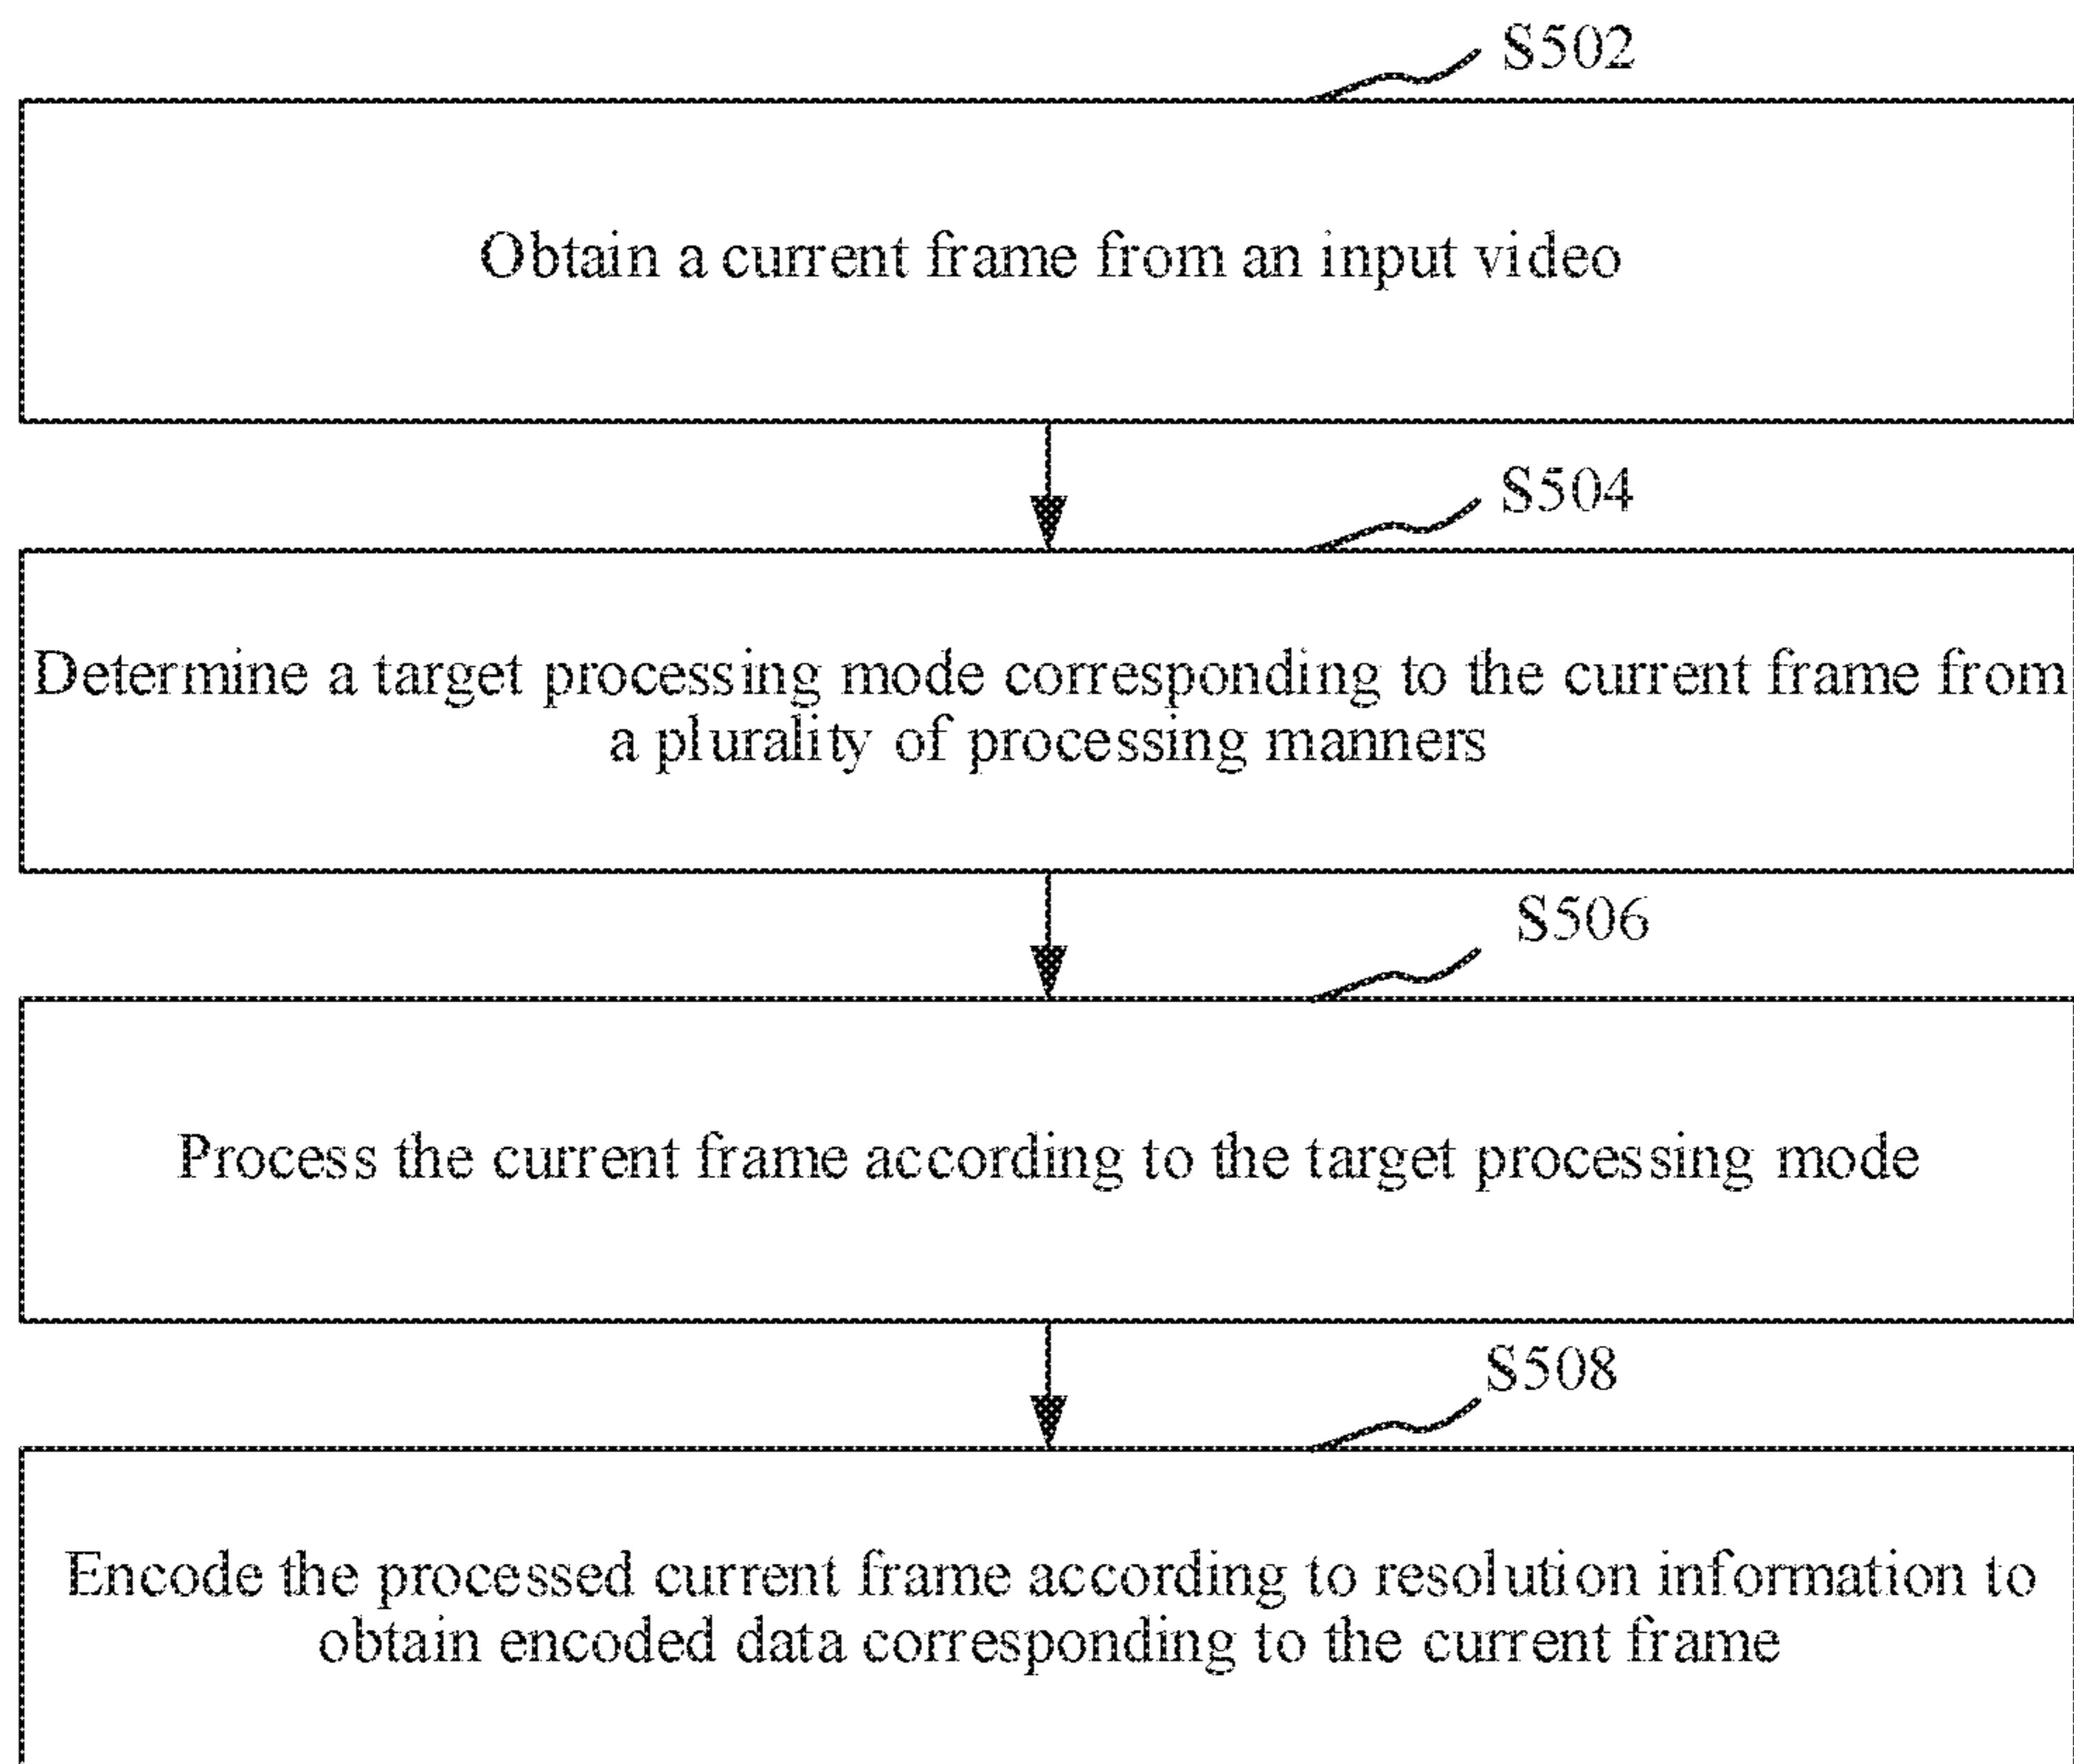 S502
Obtain a current frame from an input video
S504
Determine a target processing mode corresponding to the current frame from
a plurality of processing manners
S506
Process the current frame according to the target processing mode
S508
Encode the processed current frame according to resolution information to
obtain encoded data corresponding to the current frame